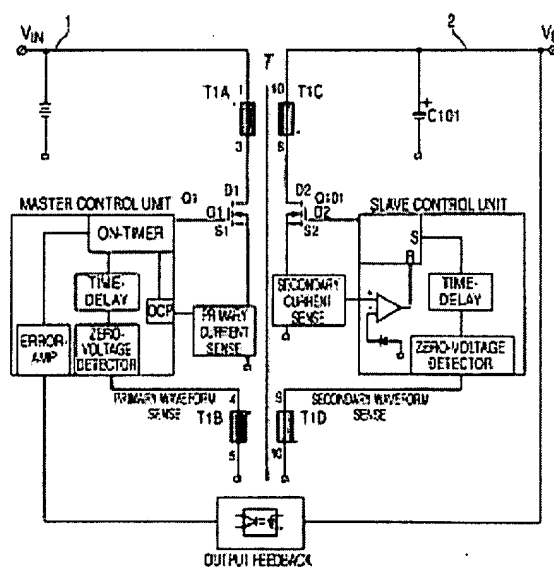 VIN
1
2
T
1
10
T1A
T1C
C101
3
D1
D2
Q1
MASTER CONTROL UNIT
SLAVE CONTROL UNIT
G1
G2
S1
S2
ON-TIMER
S
R
TIME-
DELAY
OCP
PRIMARY
CURRENT
SENSE
SECONDARY
CURRENT
SENSE
TIME-
DELAY
ERROR-
AMP
ZERO-
VOLTAGE
DETECTOR
ZERO-VOLTAGE
DETECTOR
PRIMARY WAVEFORM
SENSE
SECONDARY WAVEFORM
SENSE
4
9
T1B
T1D
5
10
OUTPUT FEEDBACK